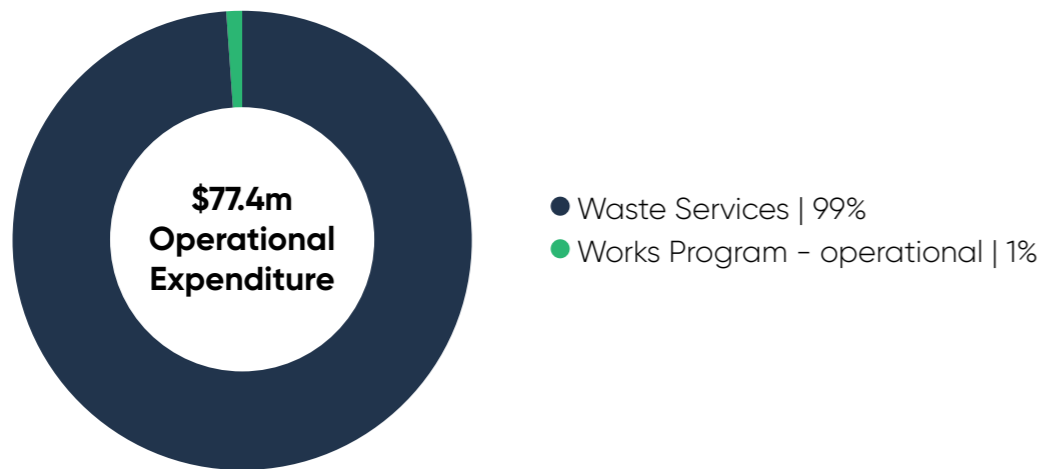 $77.4m
Operational
Expenditure
Waste Services | 99%
Works Program - operational | 1%